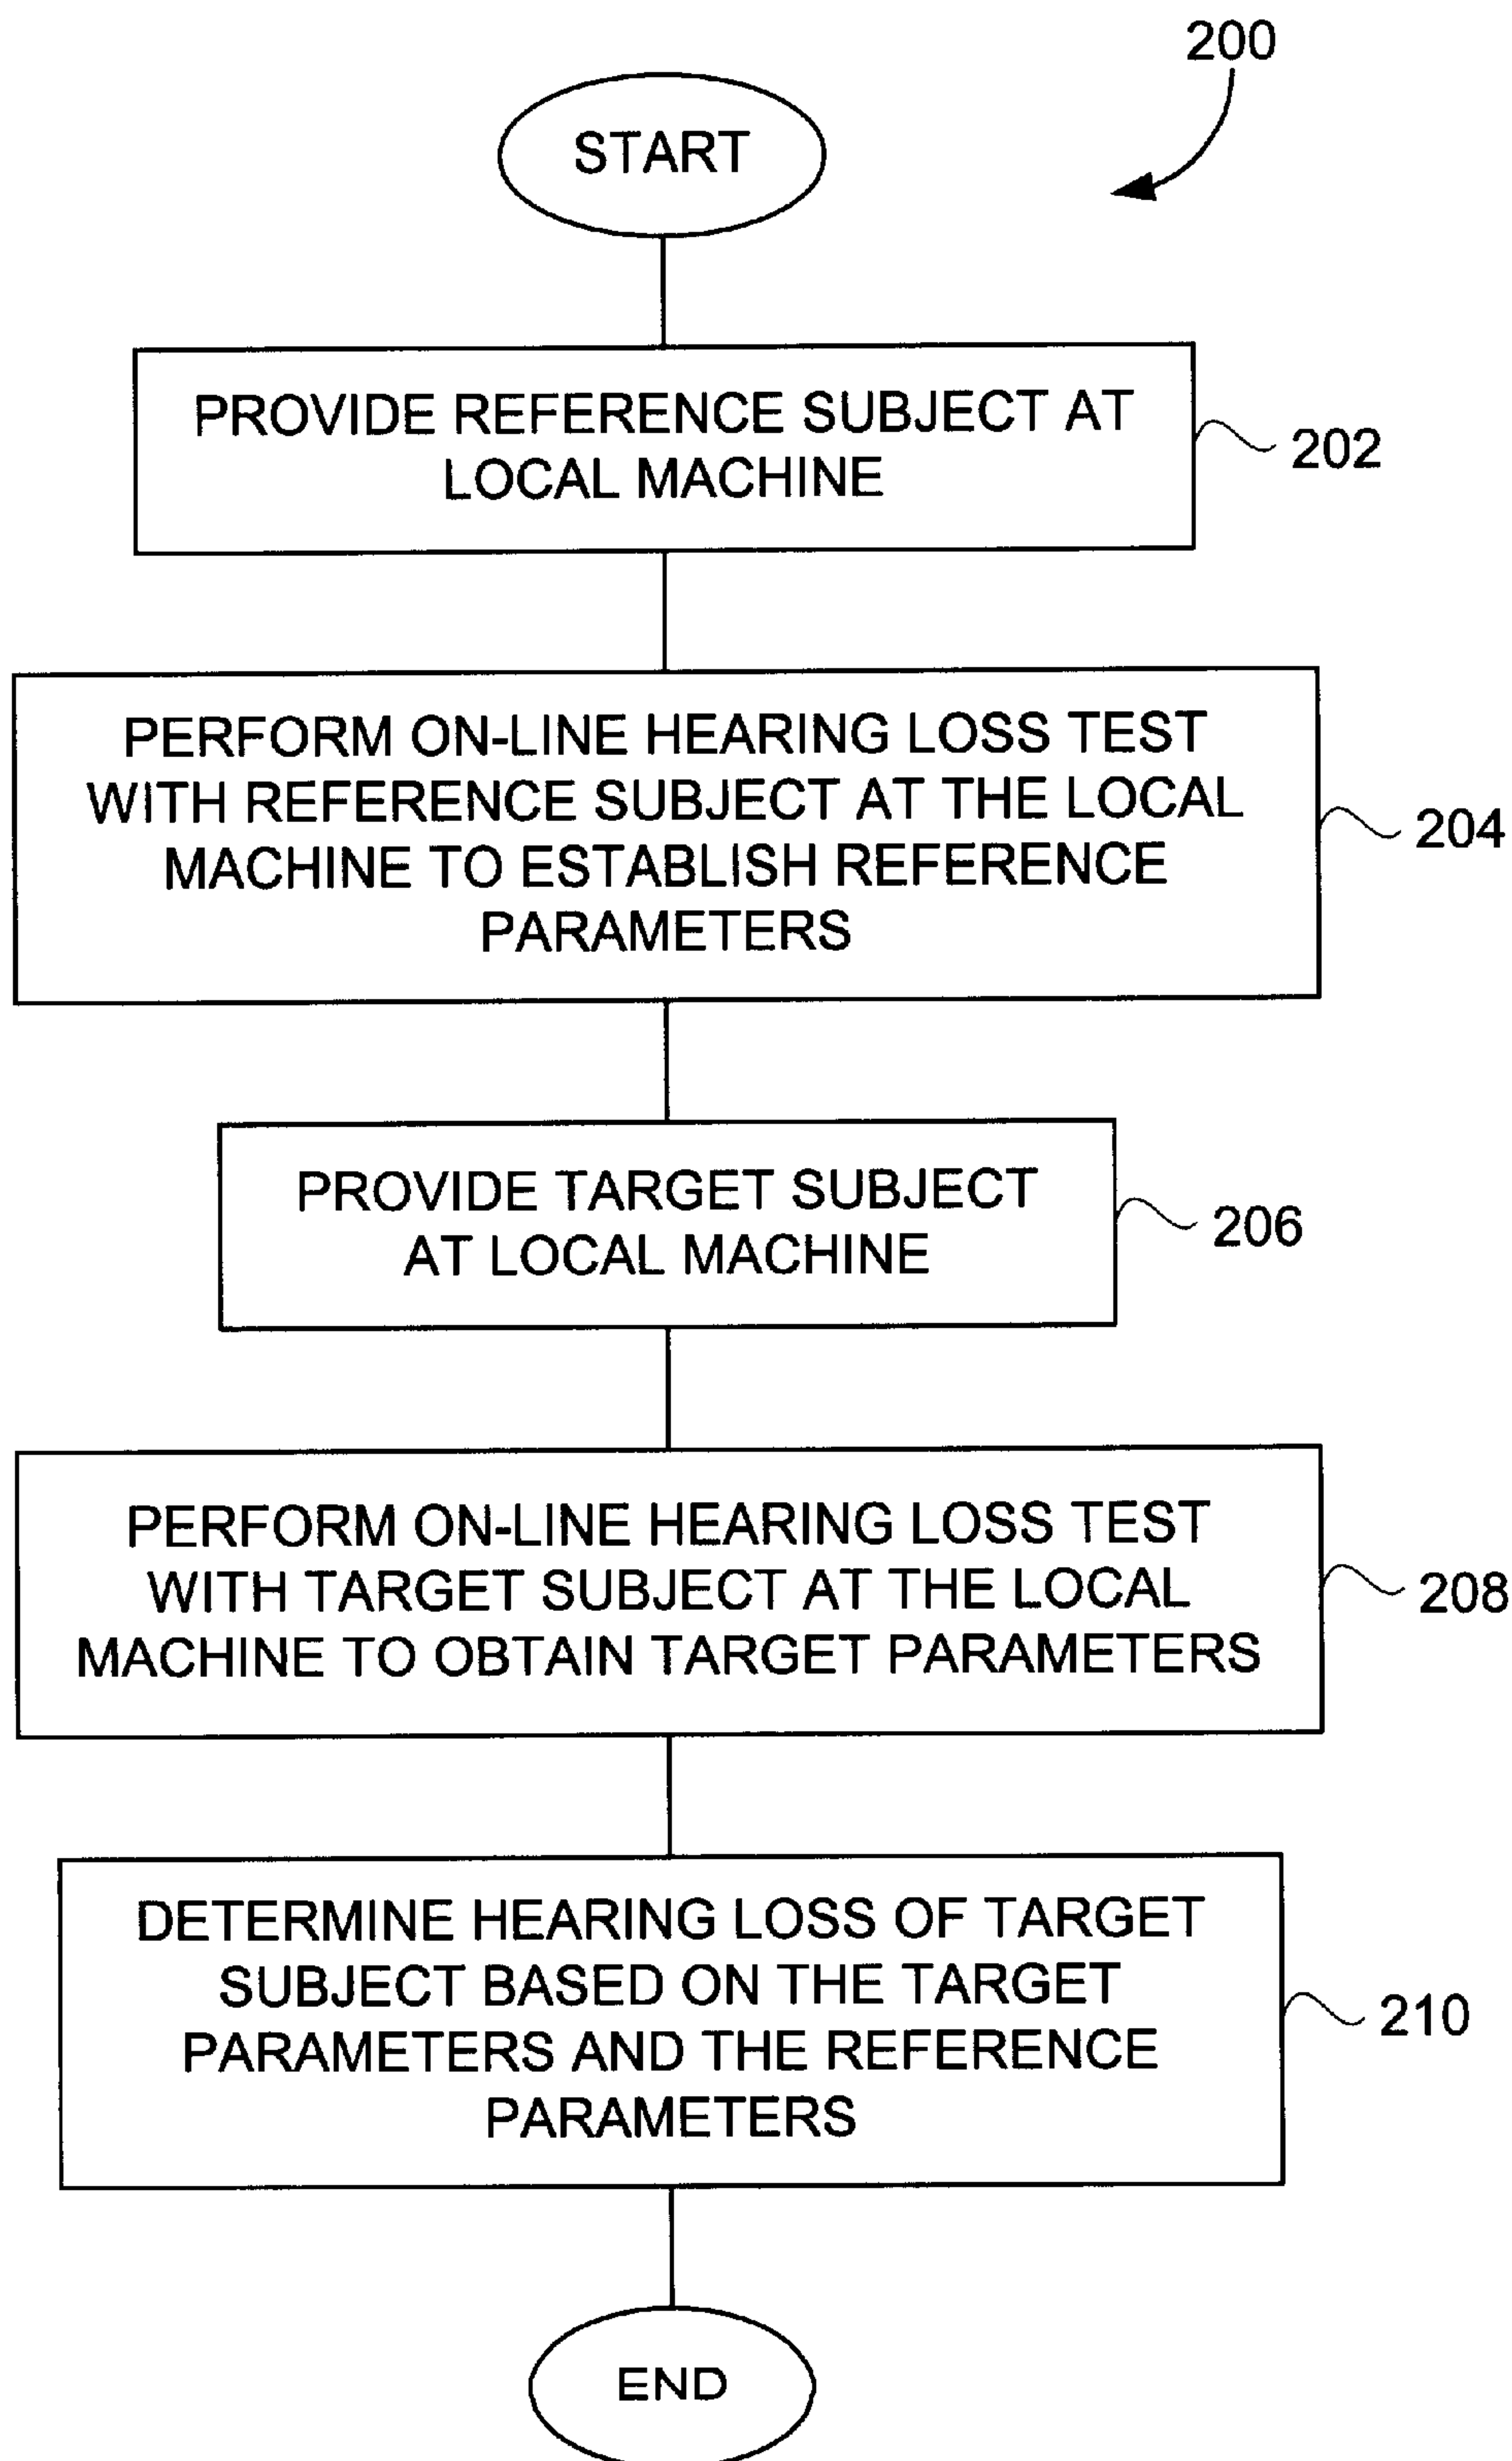 200
START
PROVIDE REFERENCE SUBJECT AT
LOCAL MACHINE
202
PERFORM ON-LINE HEARING LOSS TEST
WITH REFERENCE SUBJECT AT THE LOCAL
MACHINE TO ESTABLISH REFERENCE
PARAMETERS
204
PROVIDE TARGET SUBJECT
AT LOCAL MACHINE
206
PERFORM ON-LINE HEARING LOSS TEST
WITH TARGET SUBJECT AT THE LOCAL
MACHINE TO OBTAIN TARGET PARAMETERS
208
DETERMINE HEARING LOSS OF TARGET
SUBJECT BASED ON THE TARGET
PARAMETERS AND THE REFERENCE
PARAMETERS
210
END